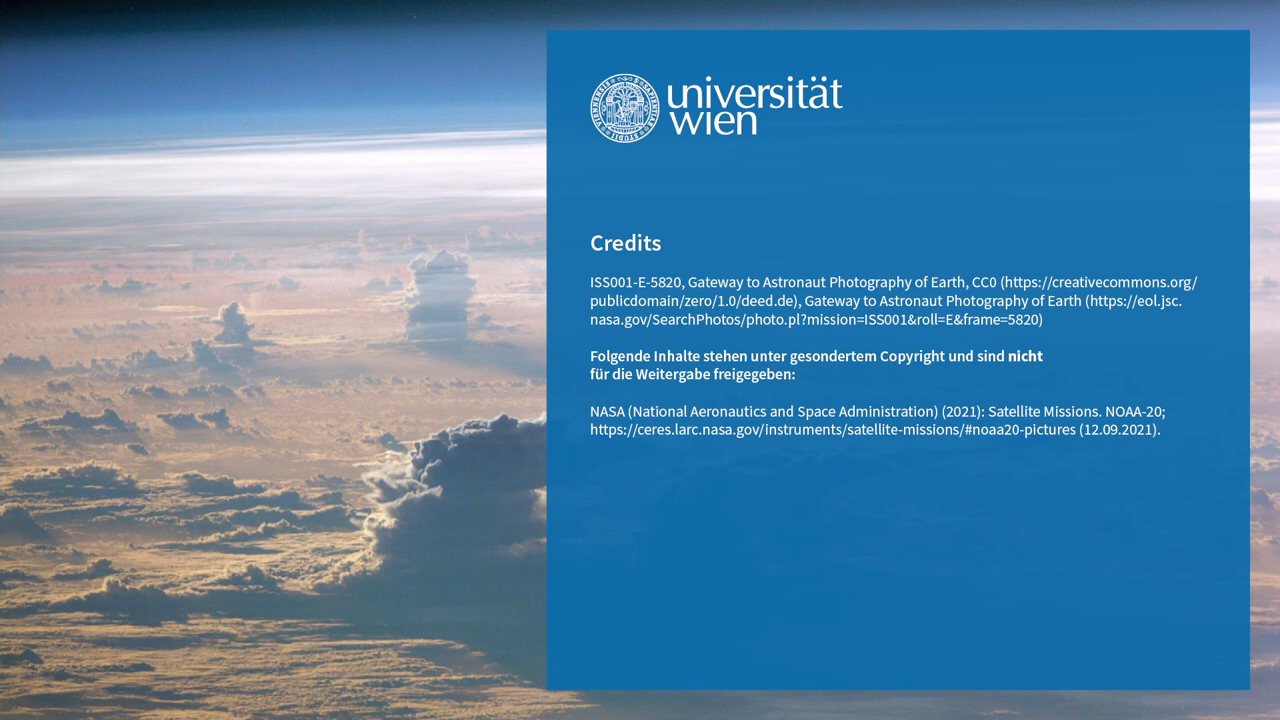 universität
wien
Credits
ISS001-E-5820, Gateway to Astronaut Photography of Earth, CC0 (https://creativecommons.org/
publicdomain/zero/1.0/deed.de), Gateway to Astronaut Photography of Earth (https://eol.jsc.
nasa.gov/SearchPhotos/photo.pl?mission=ISS001&roll=E&frame=5820)
Folgende Inhalte stehen unter gesondertem Copyright und sind nicht
für die Weitergabe freigegeben:
NASA (National Aeronautics and Space Administration) (2021): Satellite Missions. NOAA-20;
https://ceres.larc.nasa.gov/instruments/satellite-missions/#noaa20-pictures (12.09.2021).